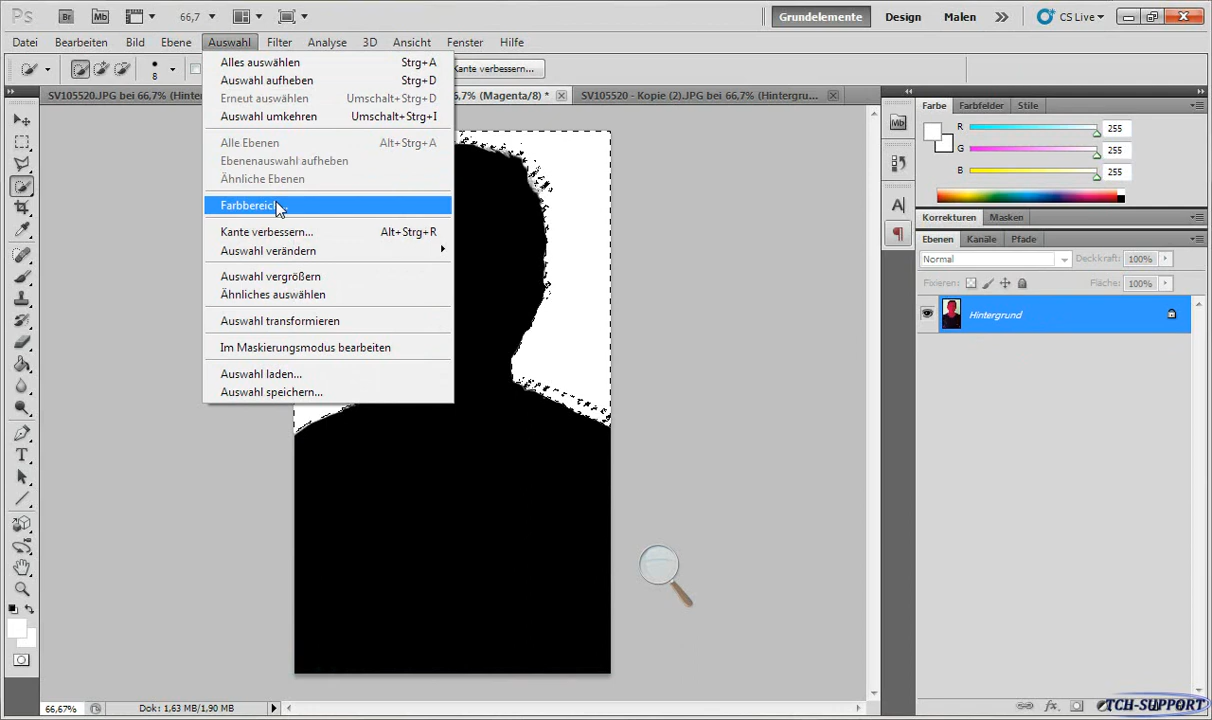 Ps Br Mb 66,7 Grundelemente Design Malen CS Live
Datei Bearbeiten Bild Ebene Auswahl Filter Analyse 3D Ansicht Fenster Hilfe
8 Kante verbessern...
SV105520.JPG bei 66,7% (Hinter 6,7% (Magenta/8) * SV105520 - Kopie (2).JPG bei 66,7% (Hintergru...
Alles auswählen Strg+A
Auswahl aufheben Strg+D
Erneut auswählen Umschalt+Strg+D
Auswahl umkehren Umschalt+Strg+I
Alle Ebenen Alt+Strg+A
Ebenenauswahl aufheben
Ähnliche Ebenen
Farbbereich...
Kante verbessern... Alt+Strg+R
Auswahl verändern
Auswahl vergrößern
Ähnliches auswählen
Auswahl transformieren
Im Maskierungsmodus bearbeiten
Auswahl laden...
Auswahl speichern...
Mb
A
Farbe Farbfelder Stile
R 255
G 255
B 255
Korrekturen Masken
Ebenen Kanäle Pfade
Normal Deckkraft: 100%
Fixieren: Fläche: 100%
Hintergrund
T
66,67% Dok: 1,63 MB/1,90 MB
fx
TCH-SUPPORT